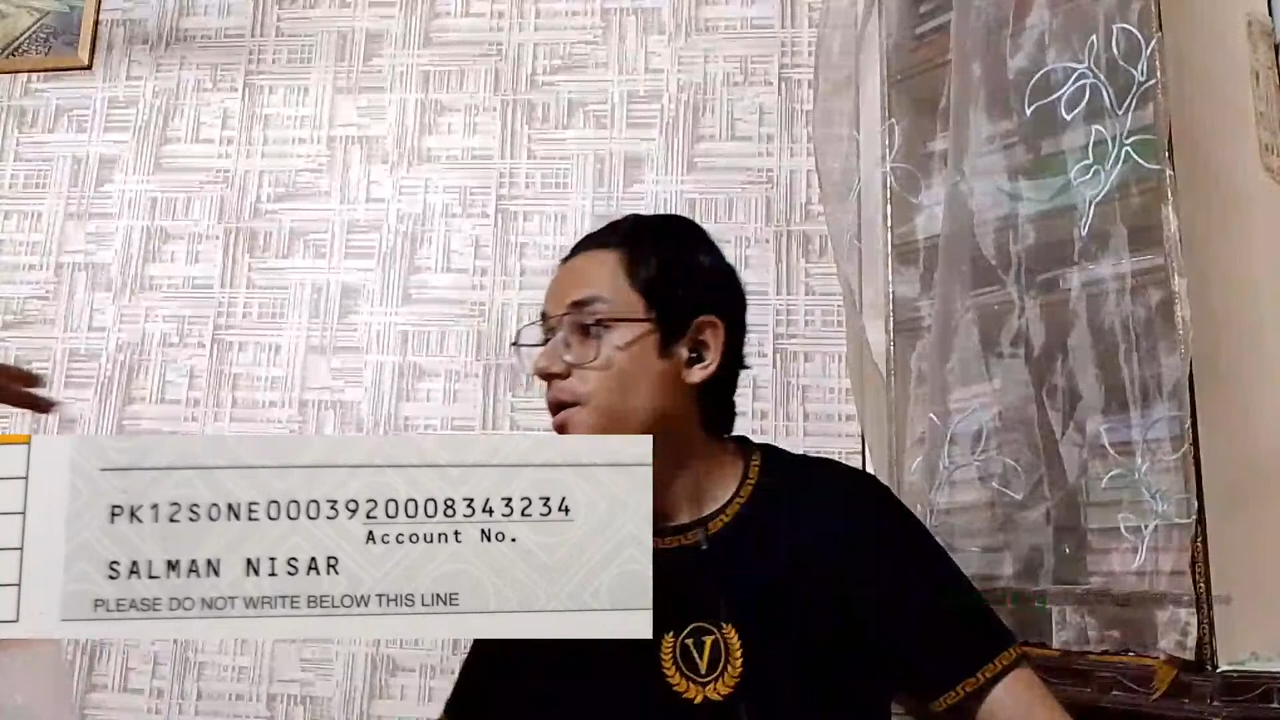 PK12SONE0003920008343234
Account No.
SALMAN NISAR
PLEASE DO NOT WRITE BELOW THIS LINE
V